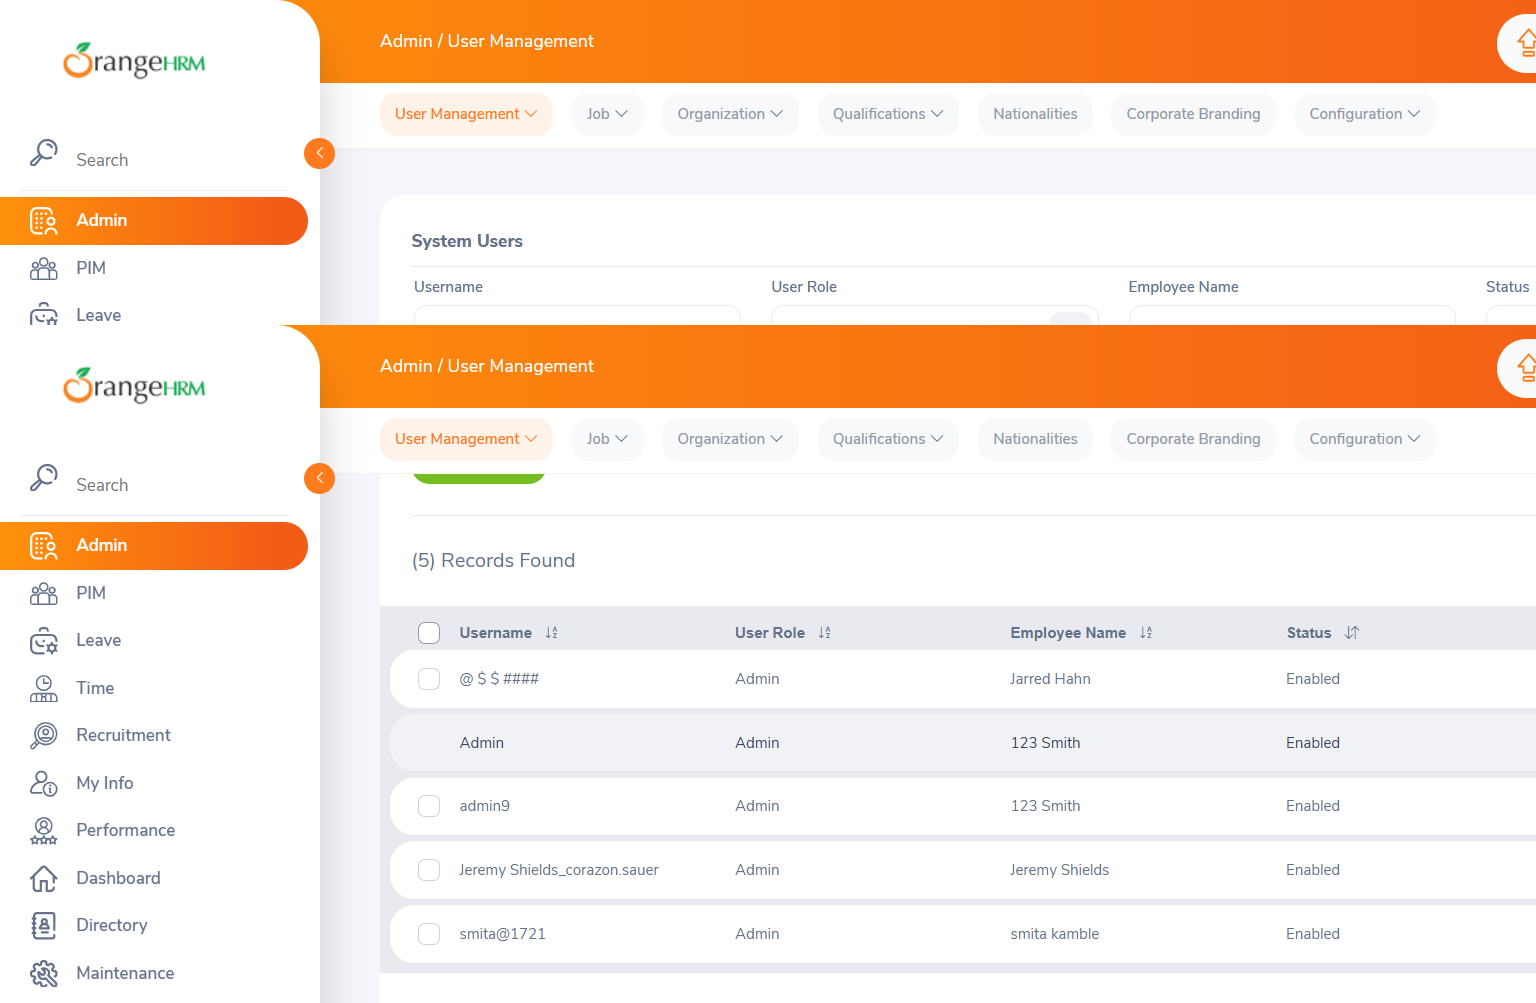 OrangeHRM
Admin / User Management
User Management
Job
Organization
Qualifications
Nationalities
Corporate Branding
Configuration
Search
Admin
PIM
Leave
System Users
Username
User Role
Employee Name
Status
OrangeHRM
Admin / User Management
User Management
Job
Organization
Qualifications
Nationalities
Corporate Branding
Configuration
Search
Admin
PIM
Leave
Time
Recruitment
My Info
Performance
Dashboard
Directory
Maintenance
(5) Records Found
Username User Role Employee Name Status
@ $ $ #### Admin Jarred Hahn Enabled
Admin Admin 123 Smith Enabled
admin9 Admin 123 Smith Enabled
Jeremy Shields_corazon.sauer Admin Jeremy Shields Enabled
smita@1721 Admin smita kamble Enabled